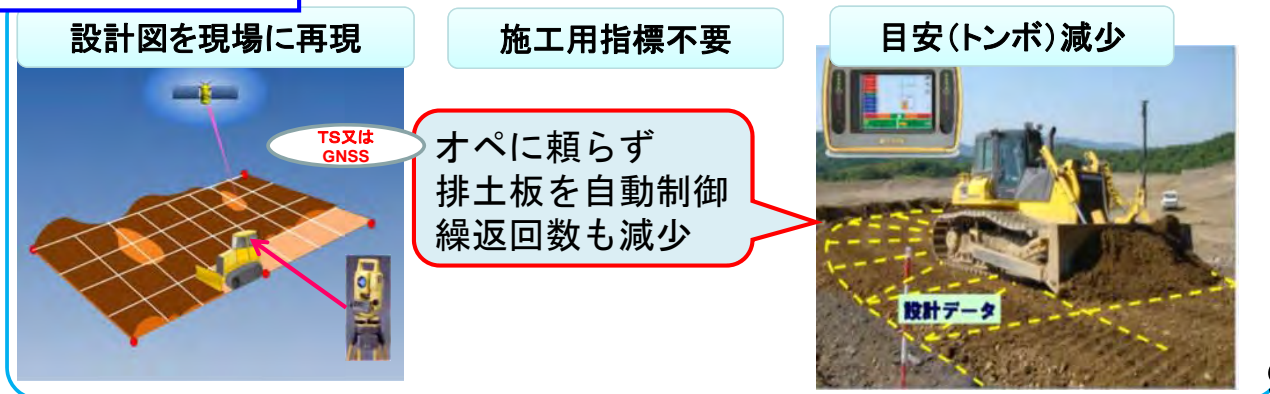 設計図を現場に再現
施工用指標不要
目安(トンボ)減少
TS又は
GNSS
オペに頼らず
排土板を自動制御
繰返回数も減少
設計データ